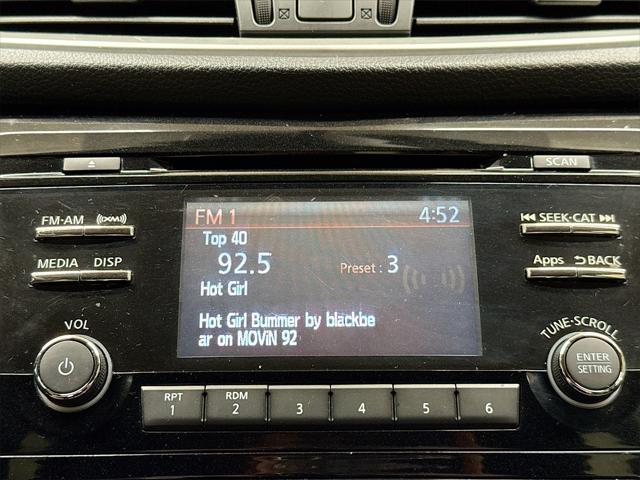 SCAN
FM·AM ((XM))
SEEK·CAT
MEDIA DISP
Apps BACK
FM 1 4:52
Top 40
92.5 Preset : 3
Hot Girl
Hot Girl Bummer by blackbe
ar on MOViN 92
VOL
TUNE·SCROLL
ENTER
SETTING
RPT RDM
1 2 3 4 5 6